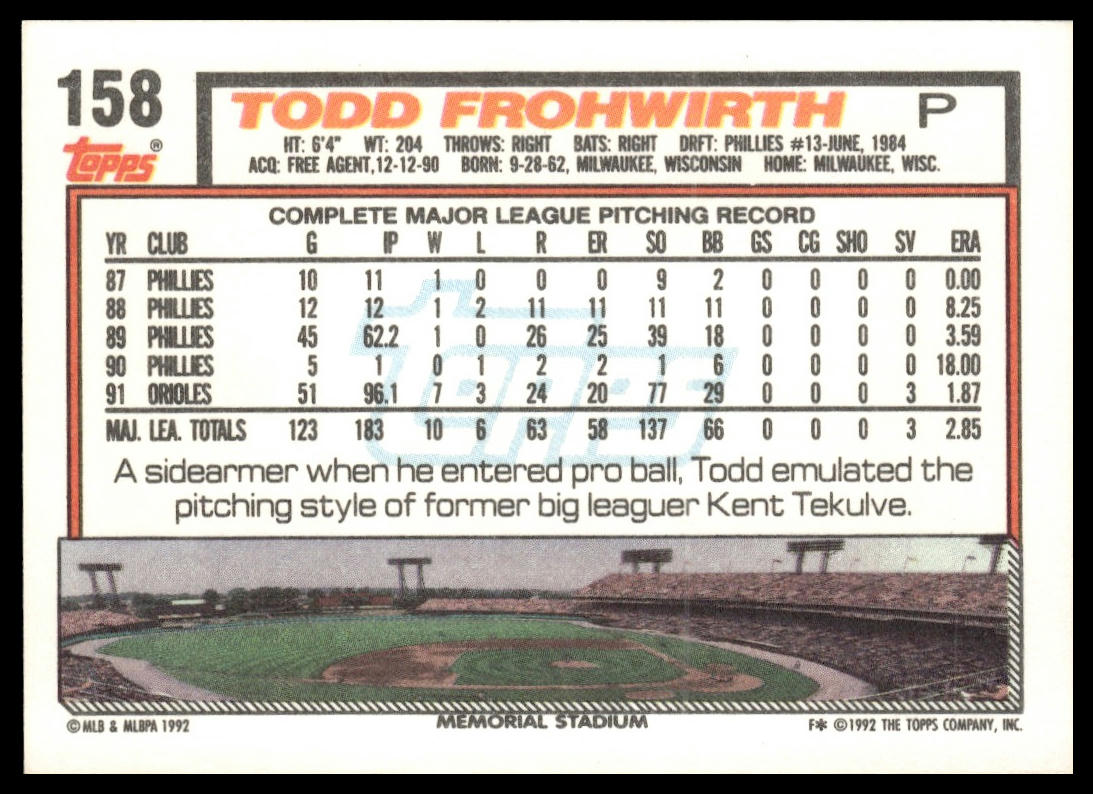 158
TODD FROHWIRTH P
topps®
HT: 6'4" WT: 204 THROWS: RIGHT BATS: RIGHT DRFT: PHILLIES #13-JUNE, 1984
ACQ: FREE AGENT,12-12-90 BORN: 9-28-62, MILWAUKEE, WISCONSIN HOME: MILWAUKEE, WISC.
COMPLETE MAJOR LEAGUE PITCHING RECORD
YR CLUB G IP W L R ER SO BB GS CG SHO SV ERA
87 PHILLIES 10 11 1 0 0 0 9 2 0 0 0 0 0.00
88 PHILLIES 12 12 1 2 11 11 11 11 0 0 0 0 8.25
89 PHILLIES 45 62.2 1 0 26 25 39 18 0 0 0 0 3.59
90 PHILLIES 5 1 0 1 2 2 1 6 0 0 0 0 18.00
91 ORIOLES 51 96.1 7 3 24 20 77 29 0 0 0 3 1.87
MAJ. LEA. TOTALS 123 183 10 6 63 58 137 66 0 0 0 3 2.85
topps
A sidearmer when he entered pro ball, Todd emulated the
pitching style of former big leaguer Kent Tekulve.
© MLB & MLBPA 1992 MEMORIAL STADIUM F* © 1992 THE TOPPS COMPANY, INC.